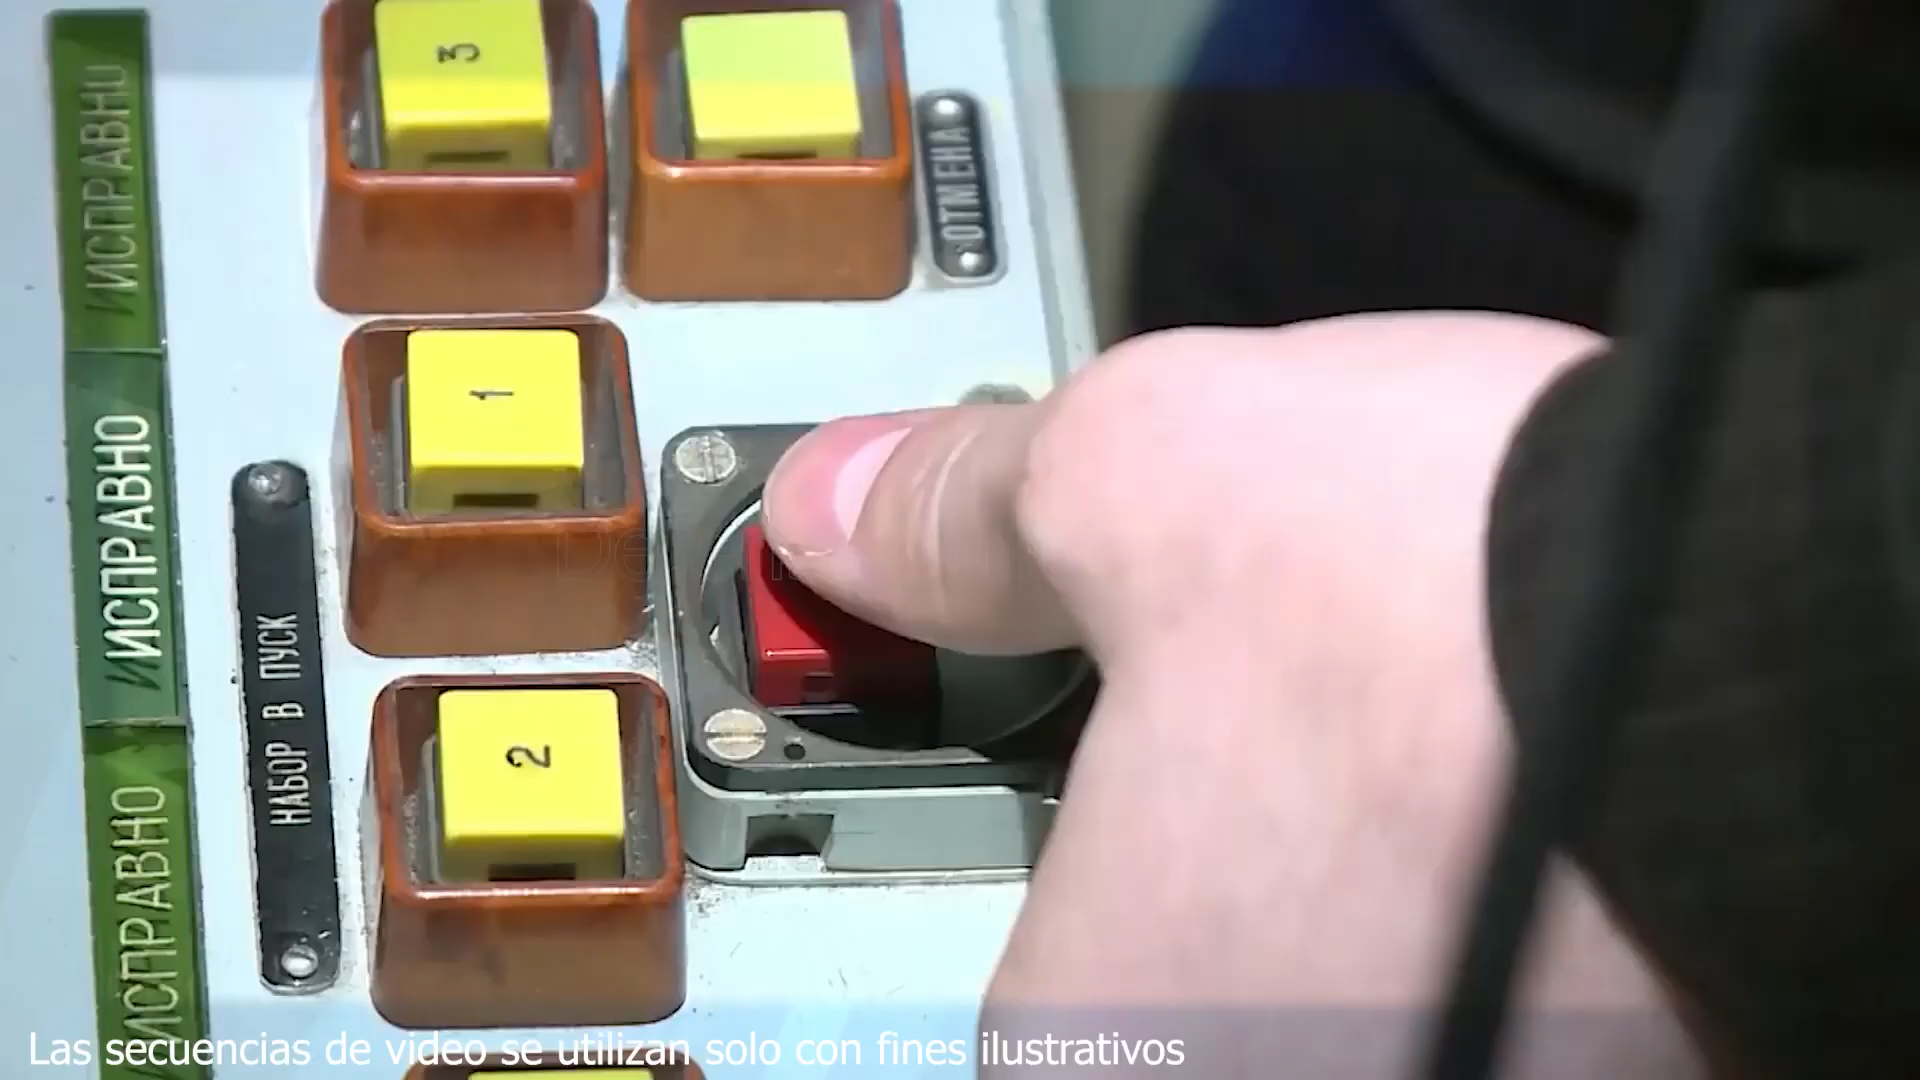 ИСПРАВНО
ИСПРАВНО
ИСПРАВНО
НАБОР В ПУСК
3
1
2
ОТМЕНА
Las secuencias de video se utilizan solo con fines ilustrativos